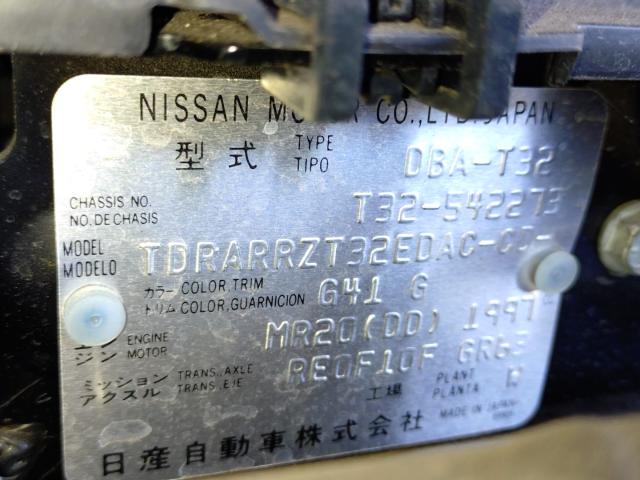 NISSAN MOTOR CO.,LTD.JAPAN
型式 TYPE TIPO DBA-T32
CHASSIS NO. NO.DE CHASIS T32-542273
MODEL MODELO TDRARRZT32EDAC-CD-
カラー COLOR,TRIM トリム COLOR,GUARNICION G41 G
ジン ENGINE MOTOR MR20(DD) 1997
ミッション TRANS.,AXLE アクスル TRANS.,EJE RE0F10F GR63
工場 PLANT PLANTA W
MADE IN JAPAN
日産自動車株式会社